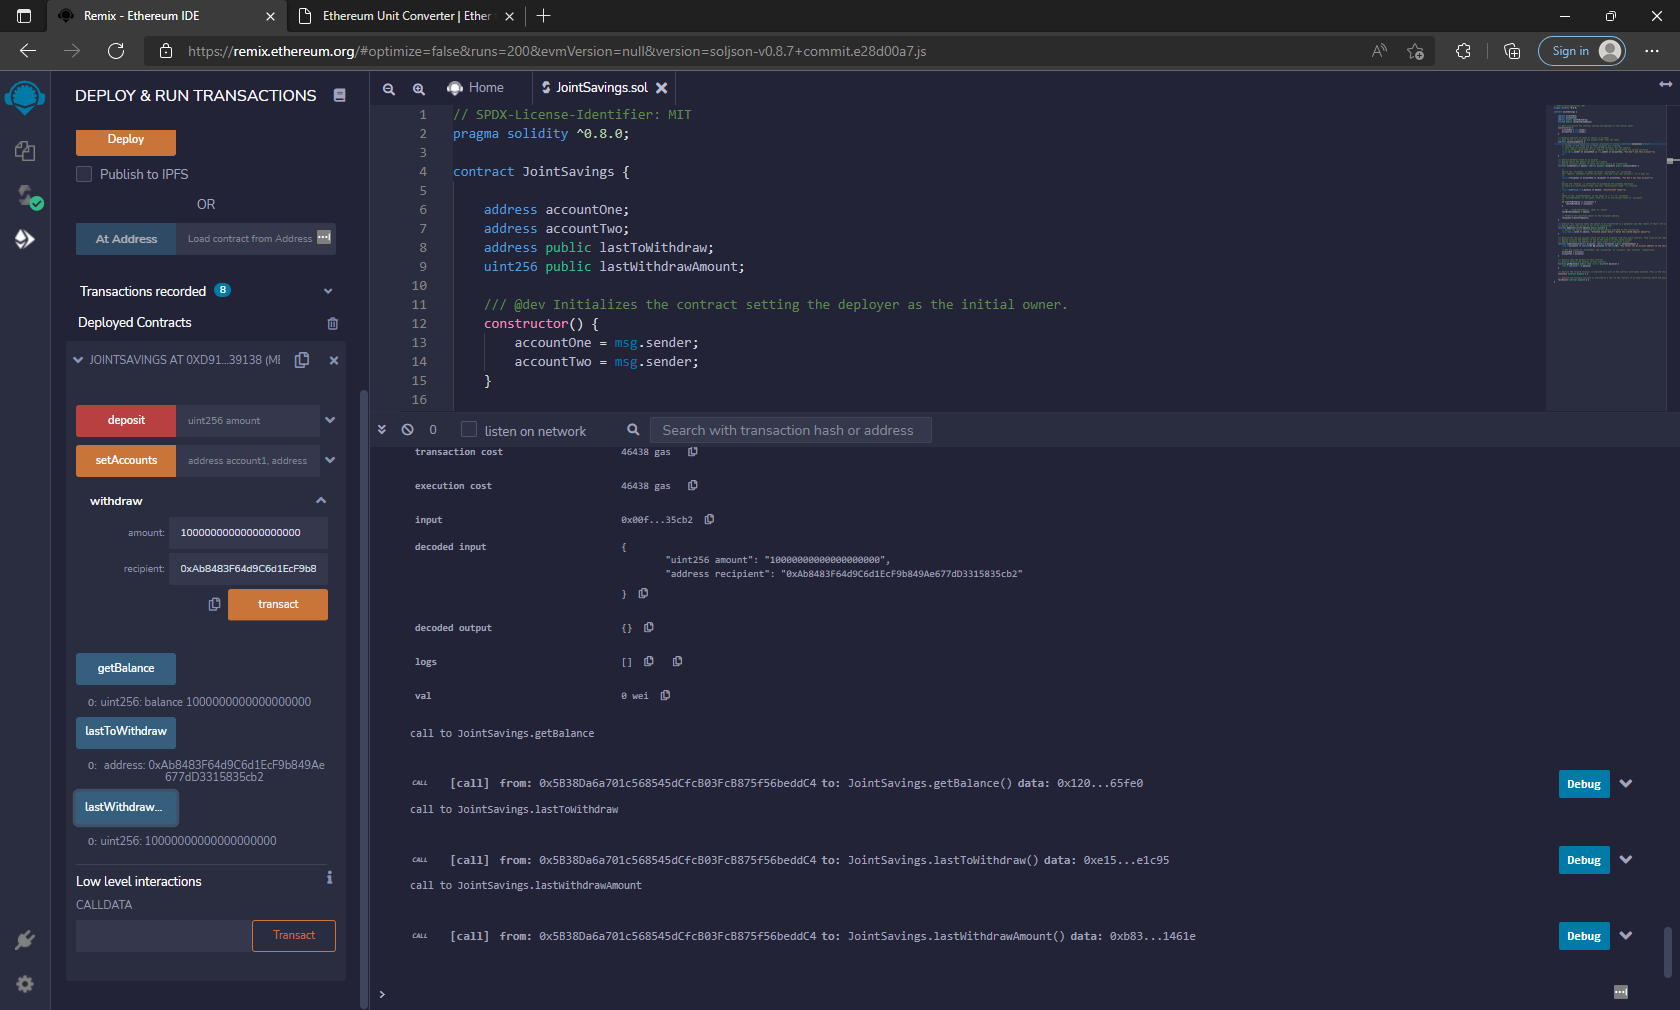 Remix - Ethereum IDE
Ethereum Unit Converter | Ether
https://remix.ethereum.org/#optimize=false&runs=200&evmVersion=null&version=soljson-v0.8.7+commit.e28d00a7.js
Sign in
DEPLOY & RUN TRANSACTIONS
Deploy
Publish to IPFS
OR
At Address
Load contract from Address
Transactions recorded 8
Deployed Contracts
JOINTSAVINGS AT 0XD91...39138 (ME
deposit
uint256 amount
setAccounts
address account1, address
withdraw
amount:
10000000000000000000
recipient:
0xAb8483F64d9C6d1EcF9b8
transact
getBalance
0: uint256: balance 1000000000000000000
lastToWithdraw
0: address: 0xAb8483F64d9C6d1EcF9b849Ae
677dD3315835cb2
lastWithdraw...
0: uint256: 10000000000000000000
Low level interactions
i
CALLDATA
Transact
Home
JointSavings.sol
1 // SPDX-License-Identifier: MIT
2 pragma solidity ^0.8.0;
3
4 contract JointSavings {
5
6 address accountOne;
7 address accountTwo;
8 address public lastToWithdraw;
9 uint256 public lastWithdrawAmount;
10
11 /// @dev Initializes the contract setting the deployer as the initial owner.
12 constructor() {
13 accountOne = msg.sender;
14 accountTwo = msg.sender;
15 }
16
0
listen on network
Search with transaction hash or address
transaction cost 46438 gas
execution cost 46438 gas
input 0x00f...35cb2
decoded input {
"uint256 amount": "10000000000000000000",
"address recipient": "0xAb8483F64d9C6d1EcF9b849Ae677dD3315835cb2"
}
decoded output {}
logs []
val 0 wei
call to JointSavings.getBalance
CALL [call] from: 0x5B38Da6a701c568545dCfcB03FcB875f56beddC4 to: JointSavings.getBalance() data: 0x120...65fe0
Debug
call to JointSavings.lastToWithdraw
CALL [call] from: 0x5B38Da6a701c568545dCfcB03FcB875f56beddC4 to: JointSavings.lastToWithdraw() data: 0xe15...e1c95
Debug
call to JointSavings.lastWithdrawAmount
CALL [call] from: 0x5B38Da6a701c568545dCfcB03FcB875f56beddC4 to: JointSavings.lastWithdrawAmount() data: 0xb83...1461e
Debug
>